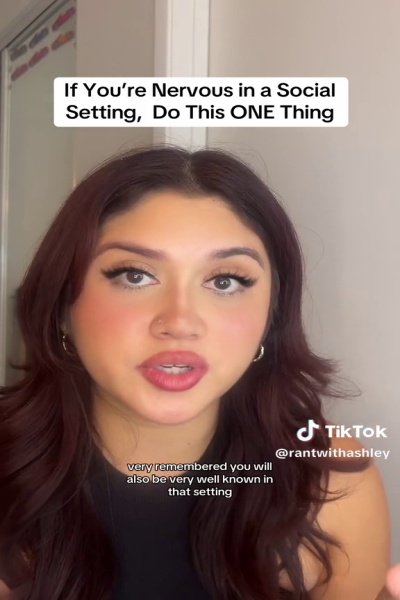 If You’re Nervous in a Social
Setting,  Do This ONE Thing
TikTok
@rantwithashley
very remembered you will
also be very well known in
that setting